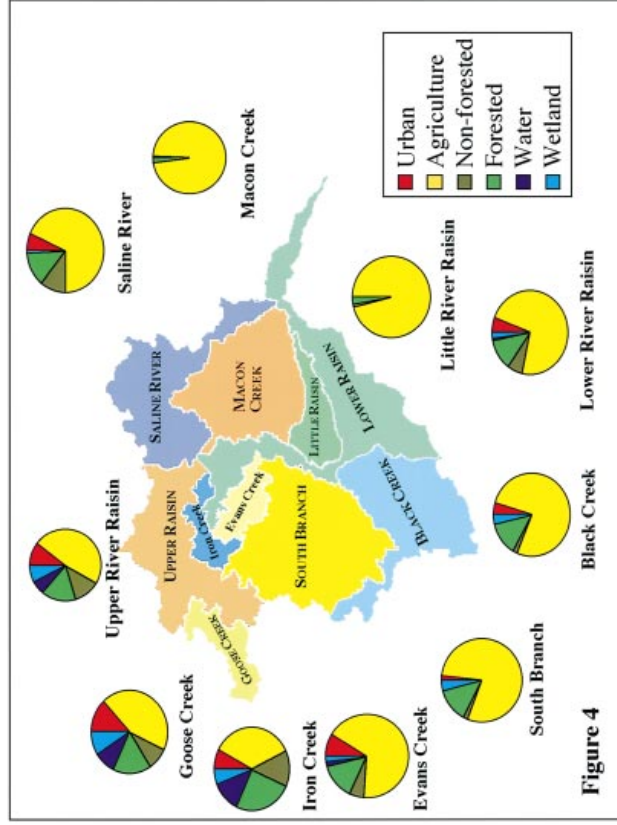 Goose Creek
Upper River Raisin
Saline River
Macon Creek
Iron Creek
Evans Creek
South Branch
Black Creek
Lower River Raisin
Little River Raisin
GOOSE CREEK
UPPER RAISIN
SALINE RIVER
Iron Creek
MACON
CREEK
Evans Creek
SOUTH BRANCH
LITTLE RAISIN
LOWER RAISIN
BLACK CREEK
Urban
Agriculture
Non-forested
Forested
Water
Wetland
Figure 4